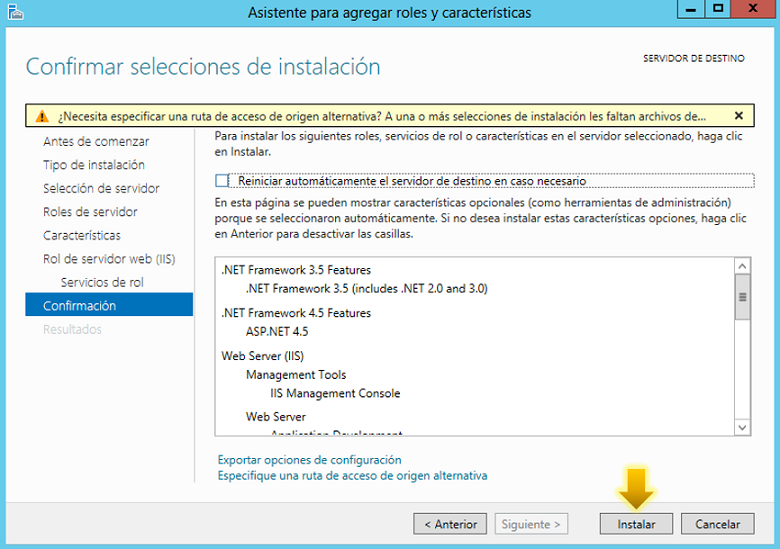 Asistente para agregar roles y características
Confirmar selecciones de instalación
SERVIDOR DE DESTINO
¿Necesita especificar una ruta de acceso de origen alternativa? A una o más selecciones de instalación les faltan archivos de...
Antes de comenzar
Tipo de instalación
Selección de servidor
Roles de servidor
Características
Rol de servidor web (IIS)
Servicios de rol
Confirmación
Resultados
Para instalar los siguientes roles, servicios de rol o características en el servidor seleccionado, haga clic
en Instalar.
Reiniciar automáticamente el servidor de destino en caso necesario
En esta página se pueden mostrar características opcionales (como herramientas de administración)
porque se seleccionaron automáticamente. Si no desea instalar estas características opciones, haga clic
en Anterior para desactivar las casillas.
.NET Framework 3.5 Features
.NET Framework 3.5 (includes .NET 2.0 and 3.0)
.NET Framework 4.5 Features
ASP.NET 4.5
Web Server (IIS)
Management Tools
IIS Management Console
Web Server
Application Development
Exportar opciones de configuración
Especifique una ruta de acceso de origen alternativa
< Anterior
Siguiente >
Instalar
Cancelar